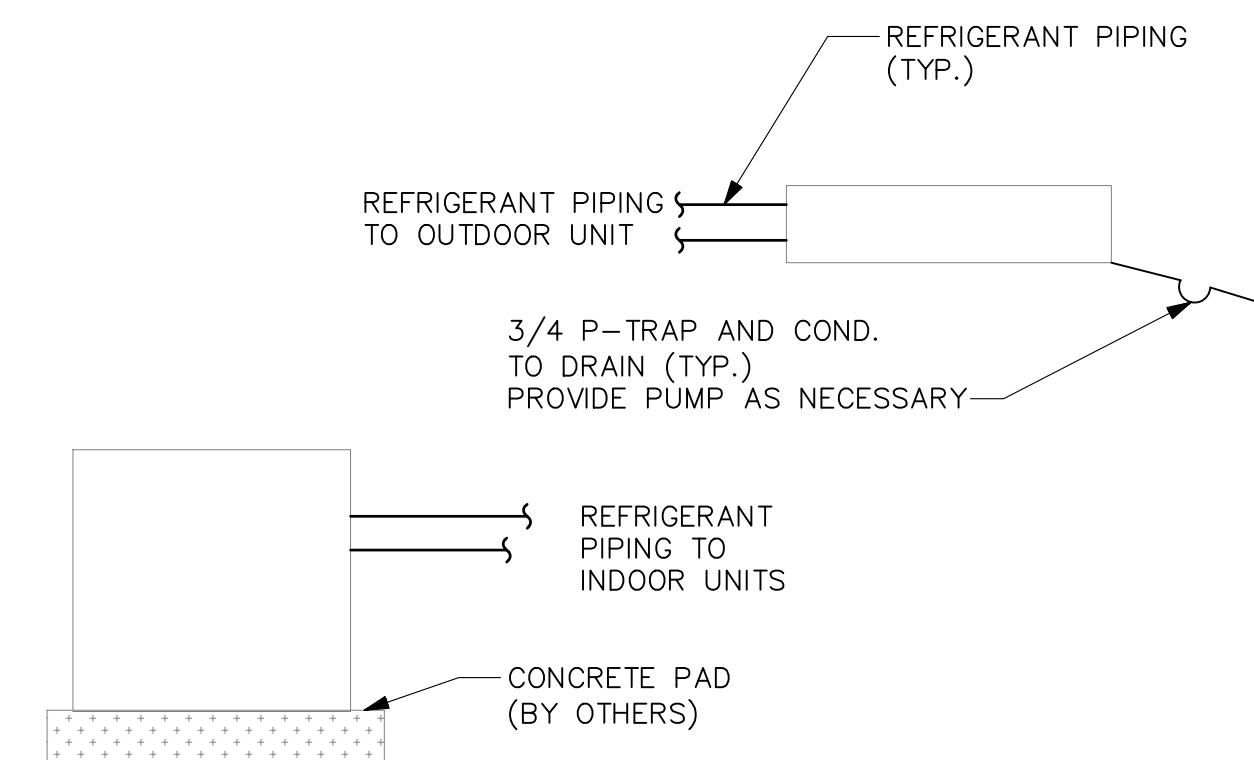 REFRIGERANT PIPING
(TYP.)
REFRIGERANT PIPING
TO OUTDOOR UNIT
3/4 P-TRAP AND COND.
TO DRAIN (TYP.)
PROVIDE PUMP AS NECESSARY
REFRIGERANT
PIPING TO
INDOOR UNITS
CONCRETE PAD
(BY OTHERS)